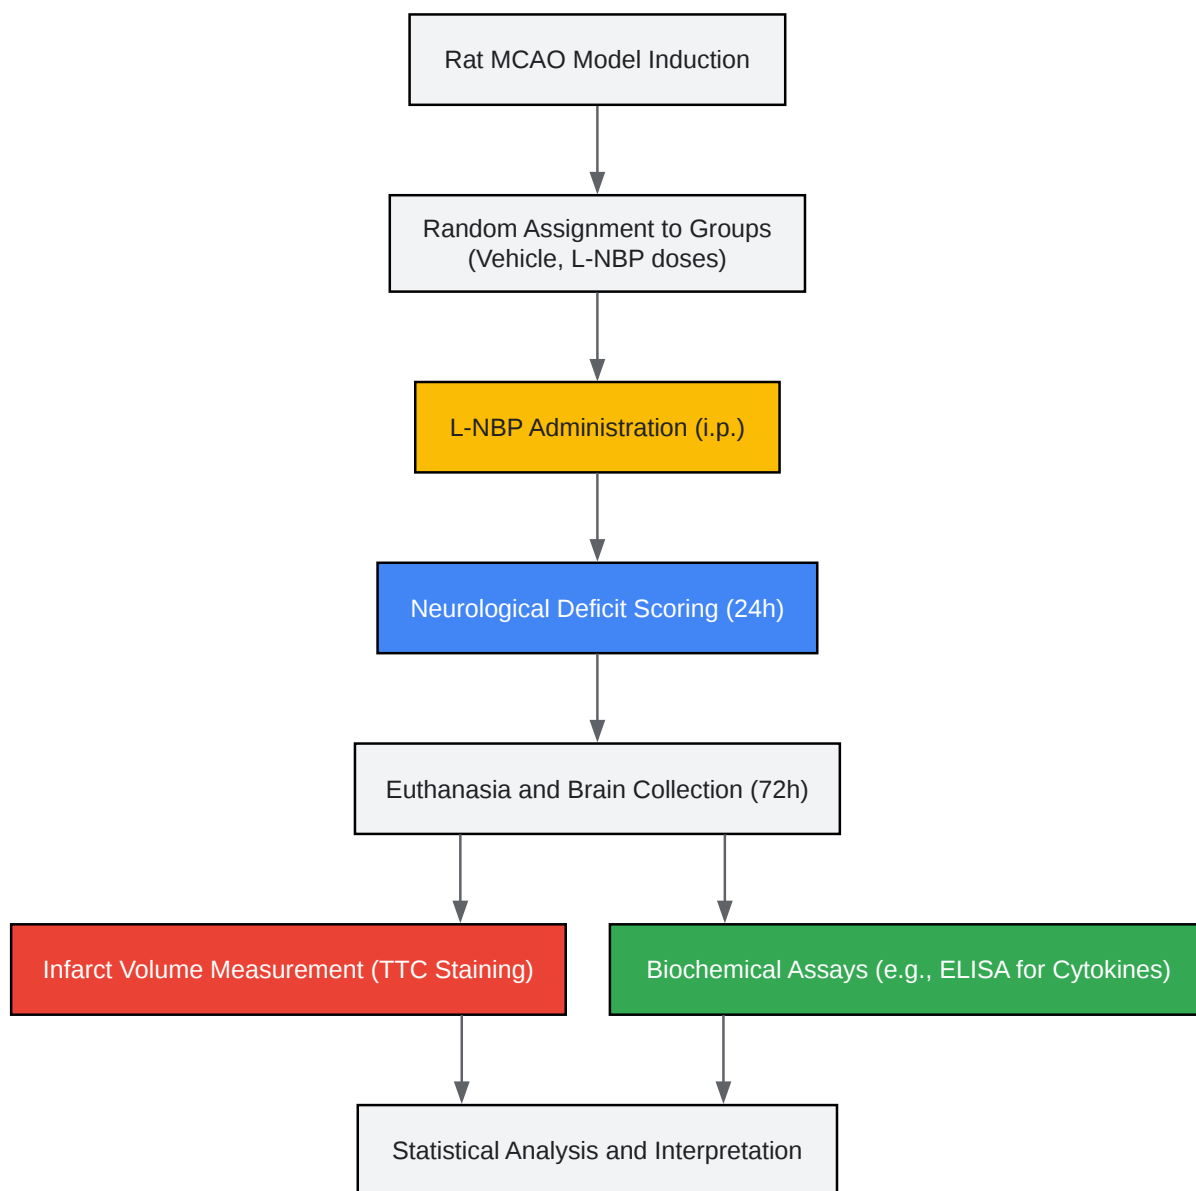 Rat MCAO Model Induction
Random Assignment to Groups
(Vehicle, L-NBP doses)
L-NBP Administration (i.p.)
Neurological Deficit Scoring (24h)
Euthanasia and Brain Collection (72h)
Infarct Volume Measurement (TTC Staining)
Biochemical Assays (e.g., ELISA for Cytokines)
Statistical Analysis and Interpretation